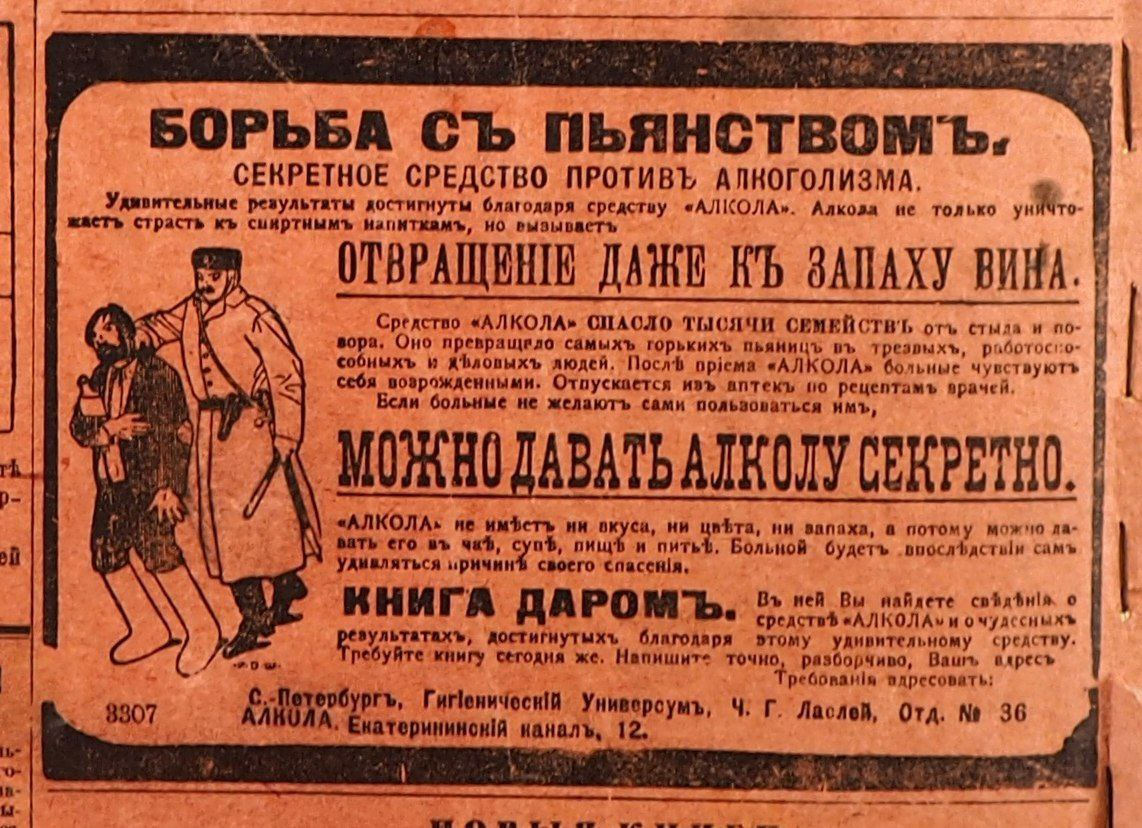 БОРЬБА СЪ ПЬЯНСТВОМЪ.
СЕКРЕТНОЕ СРЕДСТВО ПРОТИВЪ АЛКОГОЛИЗМА.
Удивительные результаты достигнуты благодаря средству «АЛКОЛА». Алкола не только уничто-
жаетъ страсть къ спиртнымъ напиткамъ, но вызываетъ
ОТВРАЩЕНІЕ ДАЖЕ КЪ ЗАПАХУ ВИНА.
Средство «АЛКОЛА» СПАСЛО ТЫСЯЧИ СЕМЕЙСТВЪ отъ стыда и по-
зора. Оно превращало самыхъ горькихъ пьяницъ въ трезвыхъ, работоспо-
собныхъ и дѣловыхъ людей. Послѣ пріема «АЛКОЛА» больные чувствуютъ
себя возрожденными. Отпускается изъ аптекъ по рецептамъ врачей.
Если больные не желаютъ сами пользоваться имъ,
МОЖНО ДАВАТЬ АЛКОЛУ СЕКРЕТНО.
«АЛКОЛА» не имѣетъ ни вкуса, ни цвѣта, ни запаха, а потому можно да-
вать его въ чаѣ, супѣ, пищѣ и питьѣ. Больной будетъ впослѣдствіи самъ
удивляться причинѣ своего спасенія.
КНИГА ДАРОМЪ. Въ ней Вы найдете свѣдѣнія о
средствѣ «АЛКОЛА» и о чудесныхъ
результатахъ, достигнутыхъ благодаря этому удивительному средству.
Требуйте книгу сегодня же. Напишите точно, разборчиво, Вашъ адресъ
Требованія адресовать:
3307
С.-Петербургъ, Гигіеническій Универсумъ, Ч. Г. Ласлей, Отд. № 36
АЛКОЛА. Екатерининскій каналъ, 12.